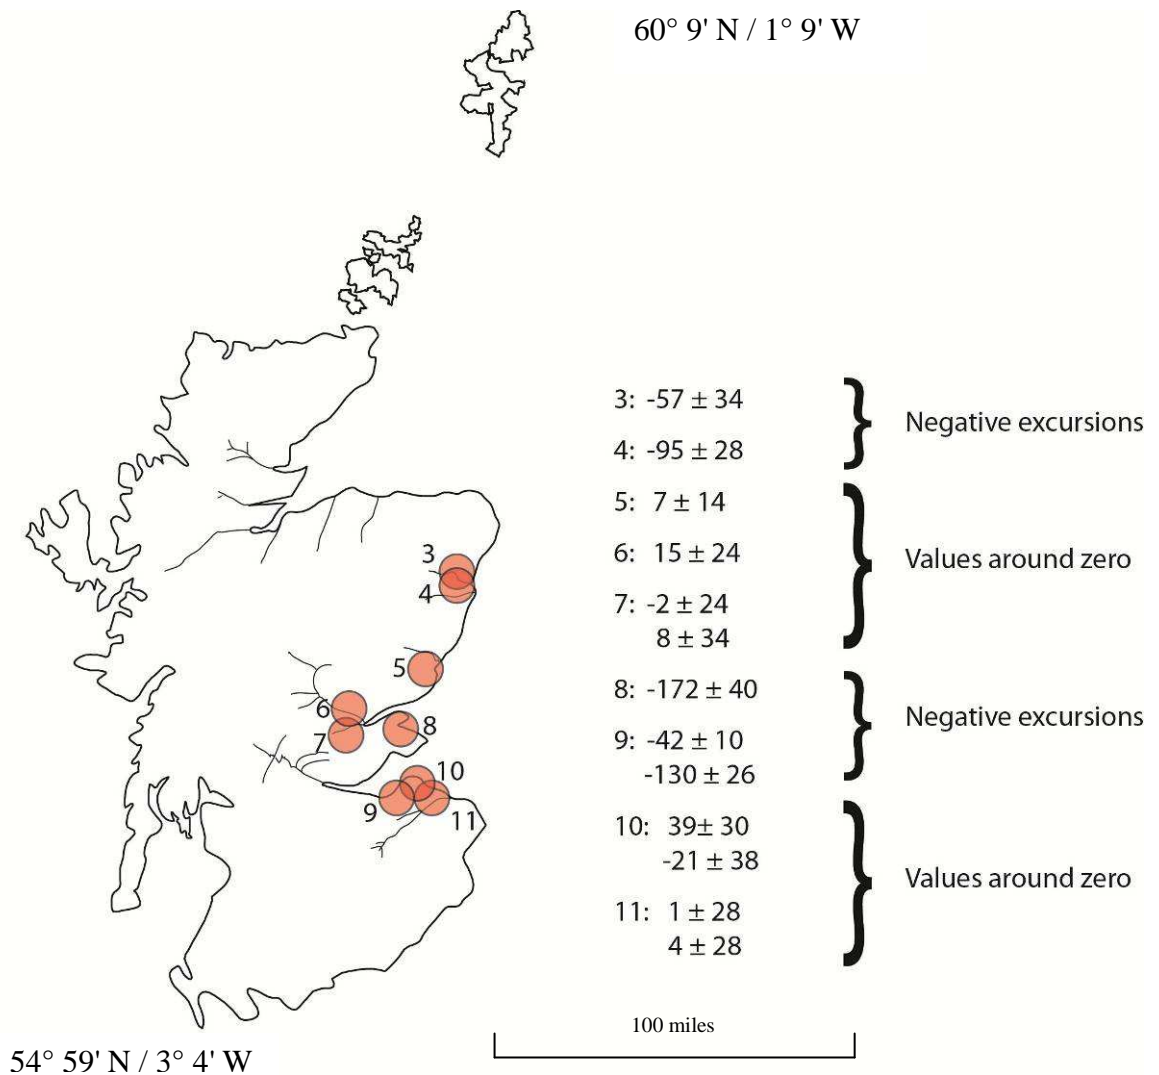 60° 9' N / 1° 9' W
3: -57 ± 34
4: -95 ± 28
Negative excursions
5: 7 ± 14
6: 15 ± 24
7: -2 ± 24
8 ± 34
Values around zero
8: -172 ± 40
9: -42 ± 10
-130 ± 26
Negative excursions
10: 39± 30
-21 ± 38
11: 1 ± 28
4 ± 28
Values around zero
3
4
5
6
7
8
9
10
11
100 miles
54° 59' N / 3° 4' W